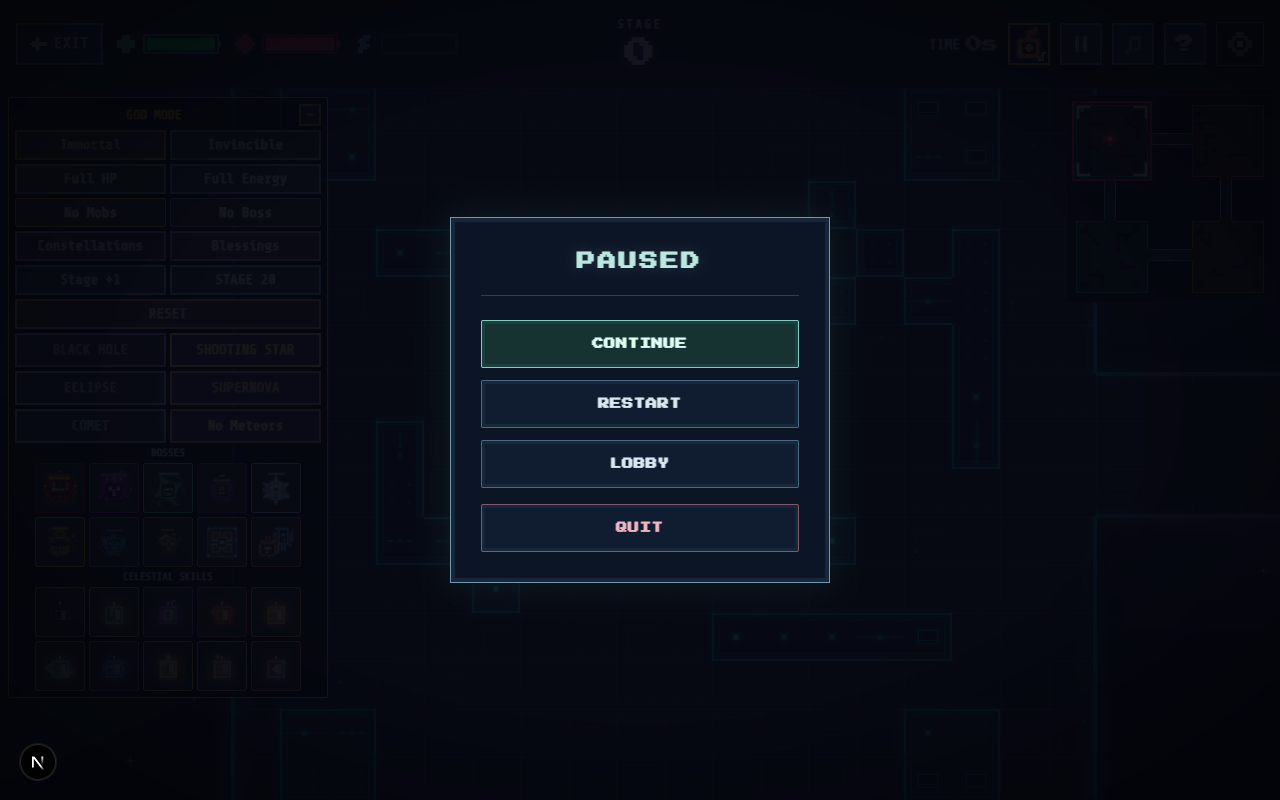 STAGE
EXIT
0
TIME 0s
?
GOD MODE
-
Immortal
Invincible
Full HP
Full Energy
No Mobs
No Boss
Constellations
Blessings
Stage +1
STAGE 20
RESET
BLACK HOLE
SHOOTING STAR
ECLIPSE
SUPERNOVA
COMET
No Meteors
BOSSES
CELESTIAL SKILLS
PAUSED
CONTINUE
RESTART
LOBBY
QUIT
N